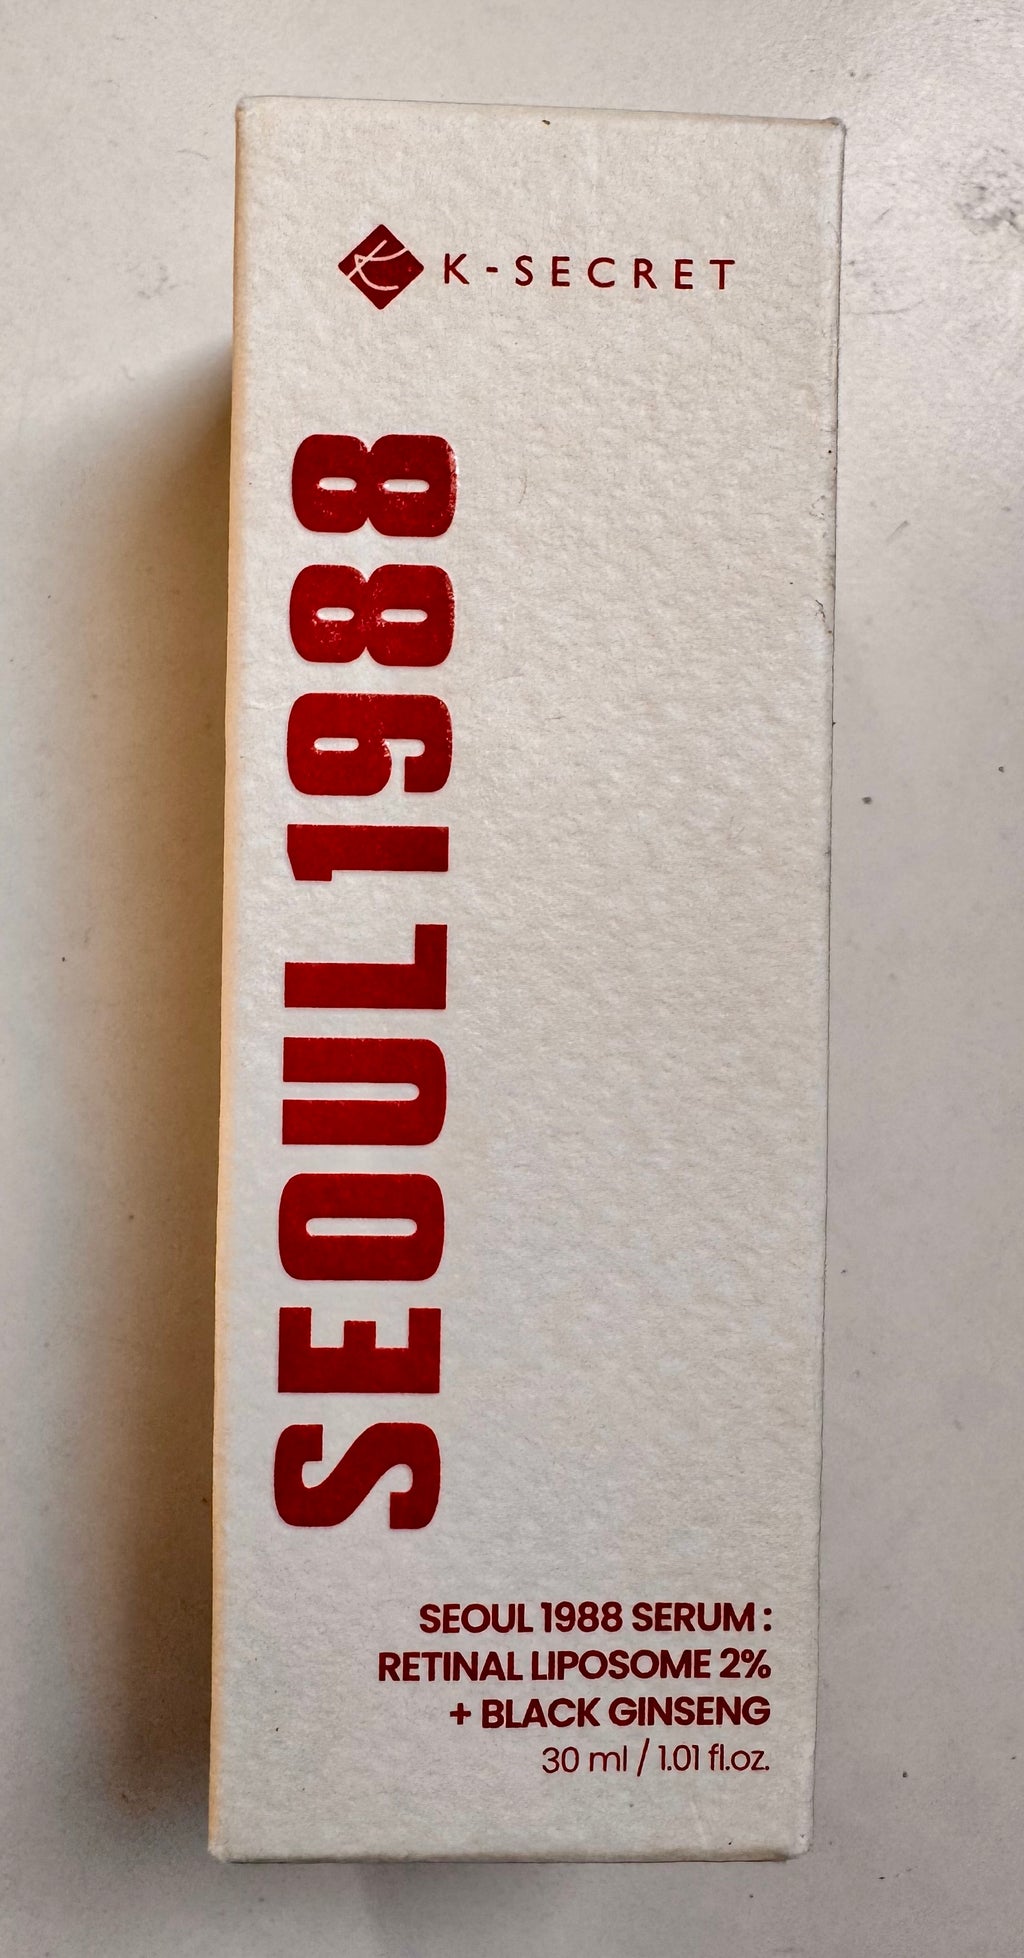 K-SECRET
SEOUL1988
SEOUL 1988 SERUM :
RETINAL LIPOSOME 2%
+ BLACK GINSENG
30 ml / 1.01 fl.oz.